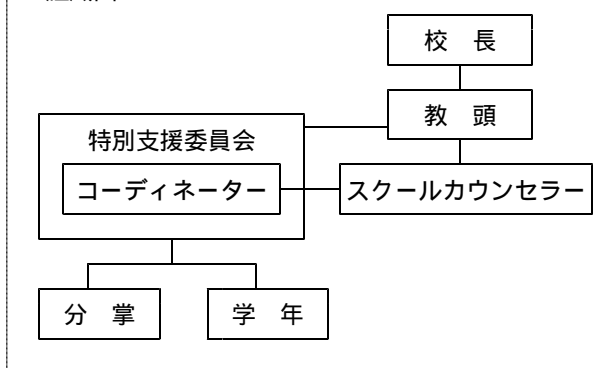 校　長
教　頭
特別支援委員会
コーディネーター
スクールカウンセラー
分　掌
学　年